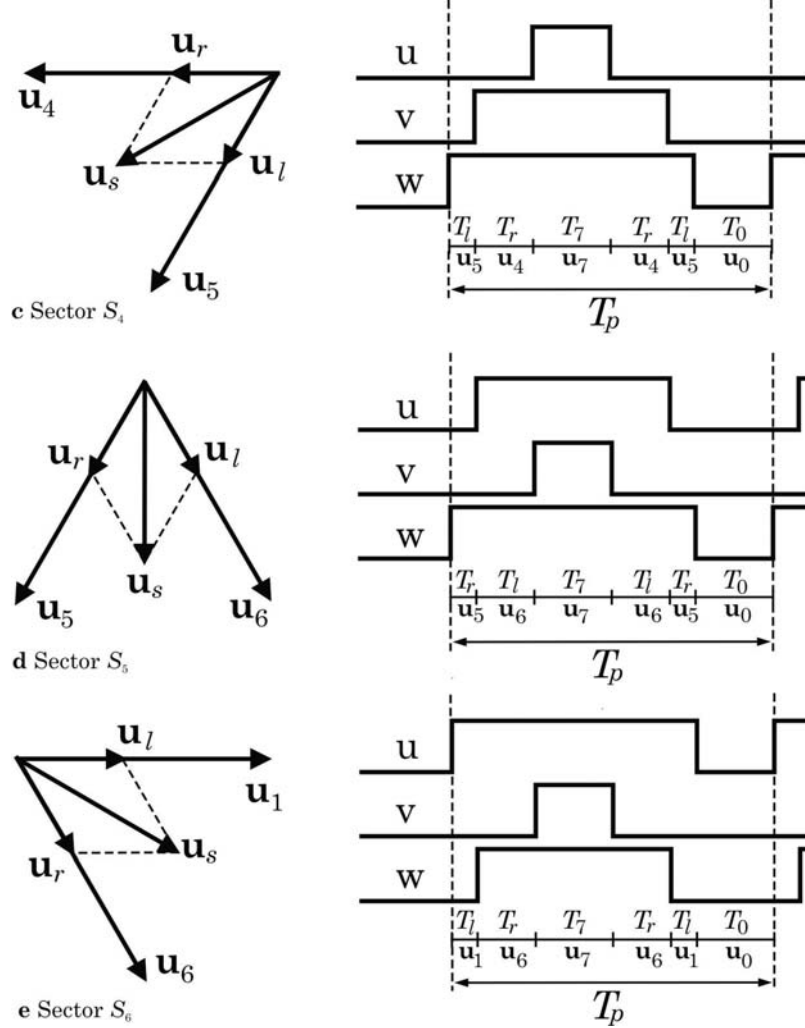 u_r
u_4
u_s
u_l
u_5
c Sector S_4
u
v
w
T_l T_r T_7 T_r T_l T_0
u_5 u_4 u_7 u_4 u_5 u_0
T_p
u_r
u_l
u_s
u_5
u_6
d Sector S_5
u
v
w
T_r T_l T_7 T_l T_r T_0
u_5 u_6 u_7 u_6 u_5 u_0
T_p
u_l
u_1
u_r
u_s
u_6
e Sector S_6
u
v
w
T_l T_r T_7 T_r T_l T_0
u_1 u_6 u_7 u_6 u_1 u_0
T_p